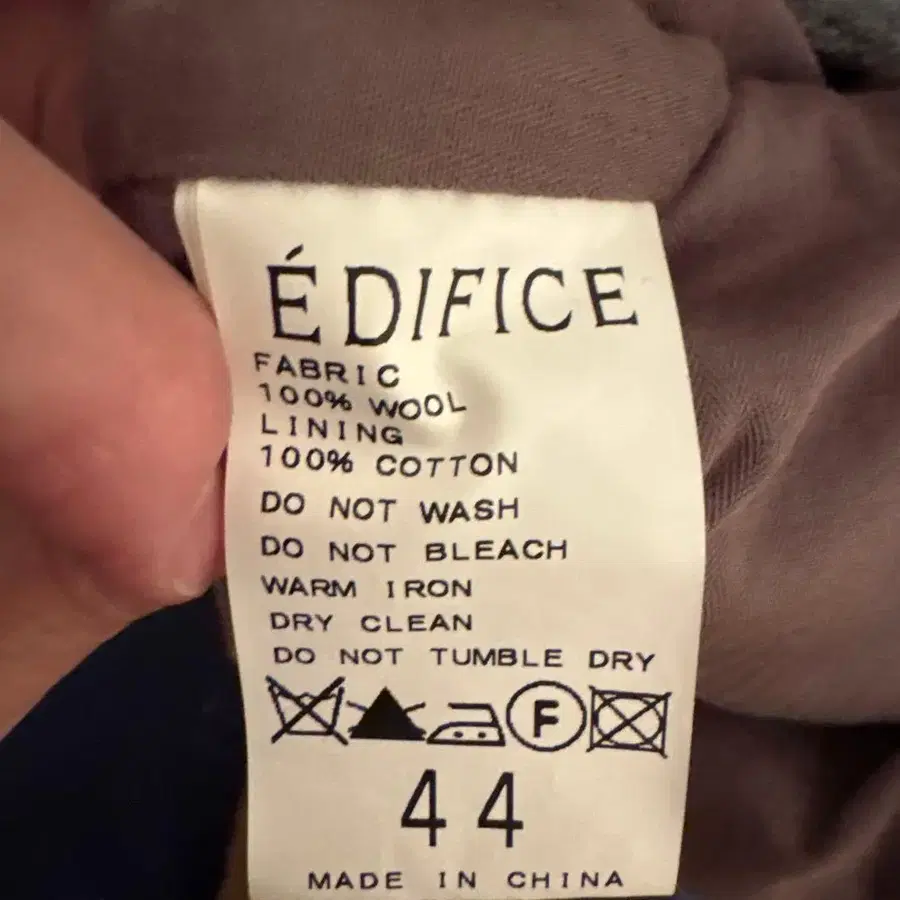 ÉDIFICE
FABRIC
100% WOOL
LINING
100% COTTON
DO NOT WASH
DO NOT BLEACH
WARM IRON
DRY CLEAN
DO NOT TUMBLE DRY
F
44
MADE IN CHINA